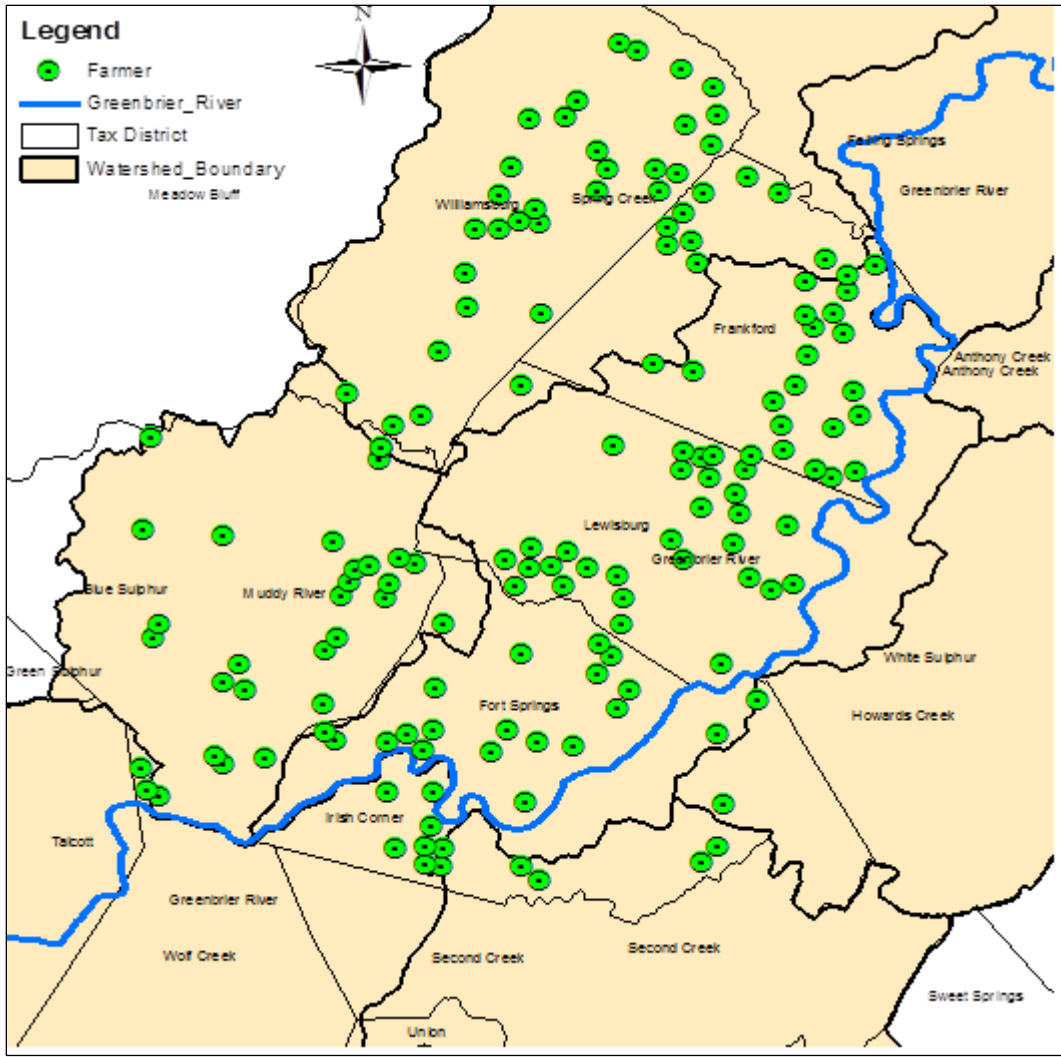 N
Legend
Farmer
Greenbrier_River
Tax District
Watershed_Boundary
Meadow Bluff
Falling Springs
Greenbrier River
Williamsburg
Spring Creek
Frankford
Anthony Creek
Anthony Creek
Lewisburg
Greenbrier River
Blue Sulphur
Muddy River
Green Sulphur
White Sulphur
Fort Springs
Howards Creek
Irish Corner
Talcott
Greenbrier River
Wolf Creek
Second Creek
Second Creek
Sweet Springs
Union